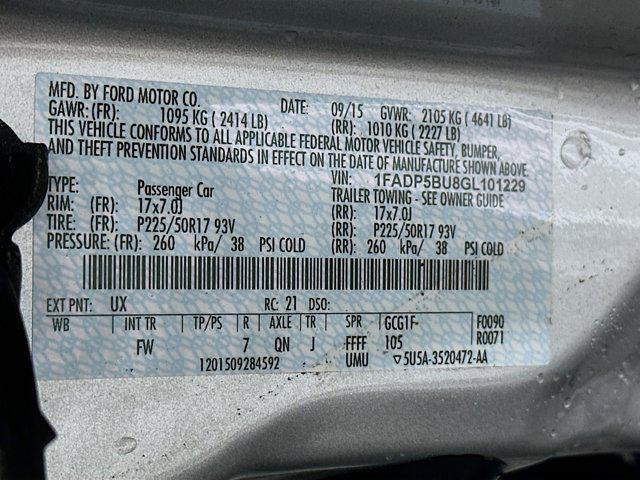 MFD. BY FORD MOTOR CO.
DATE: 09/15 GVWR: 2105 KG ( 4641 LB)
GAWR: (FR): 1095 KG ( 2414 LB) (RR): 1010 KG ( 2227 LB)
THIS VEHICLE CONFORMS TO ALL APPLICABLE FEDERAL MOTOR VEHICLE SAFETY, BUMPER,
AND THEFT PREVENTION STANDARDS IN EFFECT ON THE DATE OF MANUFACTURE SHOWN ABOVE.
VIN: 1FADP5BU8GL101229
TYPE: Passenger Car TRAILER TOWING - SEE OWNER GUIDE
RIM: (FR): 17x7.0J (RR): 17x7.0J
TIRE: (FR): P225/50R17 93V (RR): P225/50R17 93V
PRESSURE: (FR): 260 kPa/ 38 PSI COLD (RR): 260 kPa/ 38 PSI COLD
EXT PNT: UX RC: 21 DSO:
WB INT TR TP/PS R AXLE TR SPR GCG1F- F0090
FW 7 QN J FFFF 105 R0071
1201509284592 UMU ▽5U5A-3520472-AA